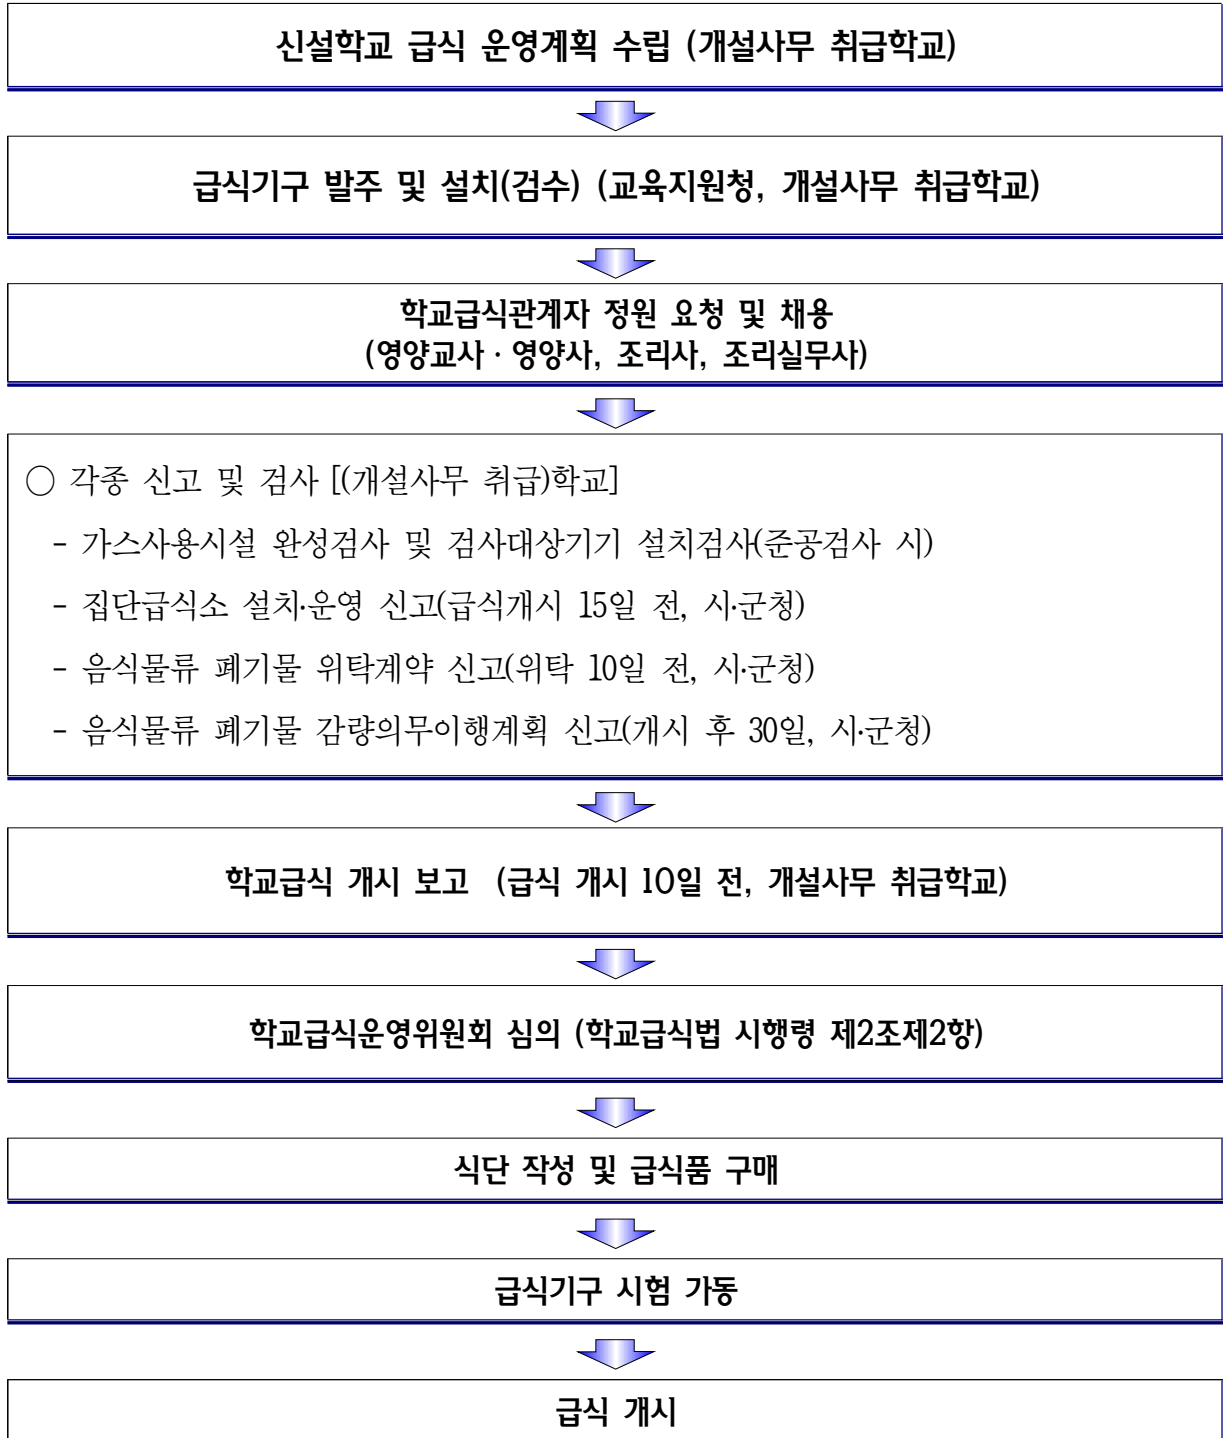 신설학교 급식 운영계획 수립 (개설사무 취급학교)
급식기구 발주 및 설치(검수) (교육지원청, 개설사무 취급학교)
학교급식관계자 정원 요청 및 채용
(영양교사 · 영양사, 조리사, 조리실무사)
○ 각종 신고 및 검사 [(개설사무 취급)학교]
- 가스사용시설 완성검사 및 검사대상기기 설치검사(준공검사 시)
- 집단급식소 설치·운영 신고(급식개시 15일 전, 시·군청)
- 음식물류 폐기물 위탁계약 신고(위탁 10일 전, 시·군청)
- 음식물류 폐기물 감량의무이행계획 신고(개시 후 30일, 시·군청)
학교급식 개시 보고 (급식 개시 10일 전, 개설사무 취급학교)
학교급식운영위원회 심의 (학교급식법 시행령 제2조제2항)
식단 작성 및 급식품 구매
급식기구 시험 가동
급식 개시